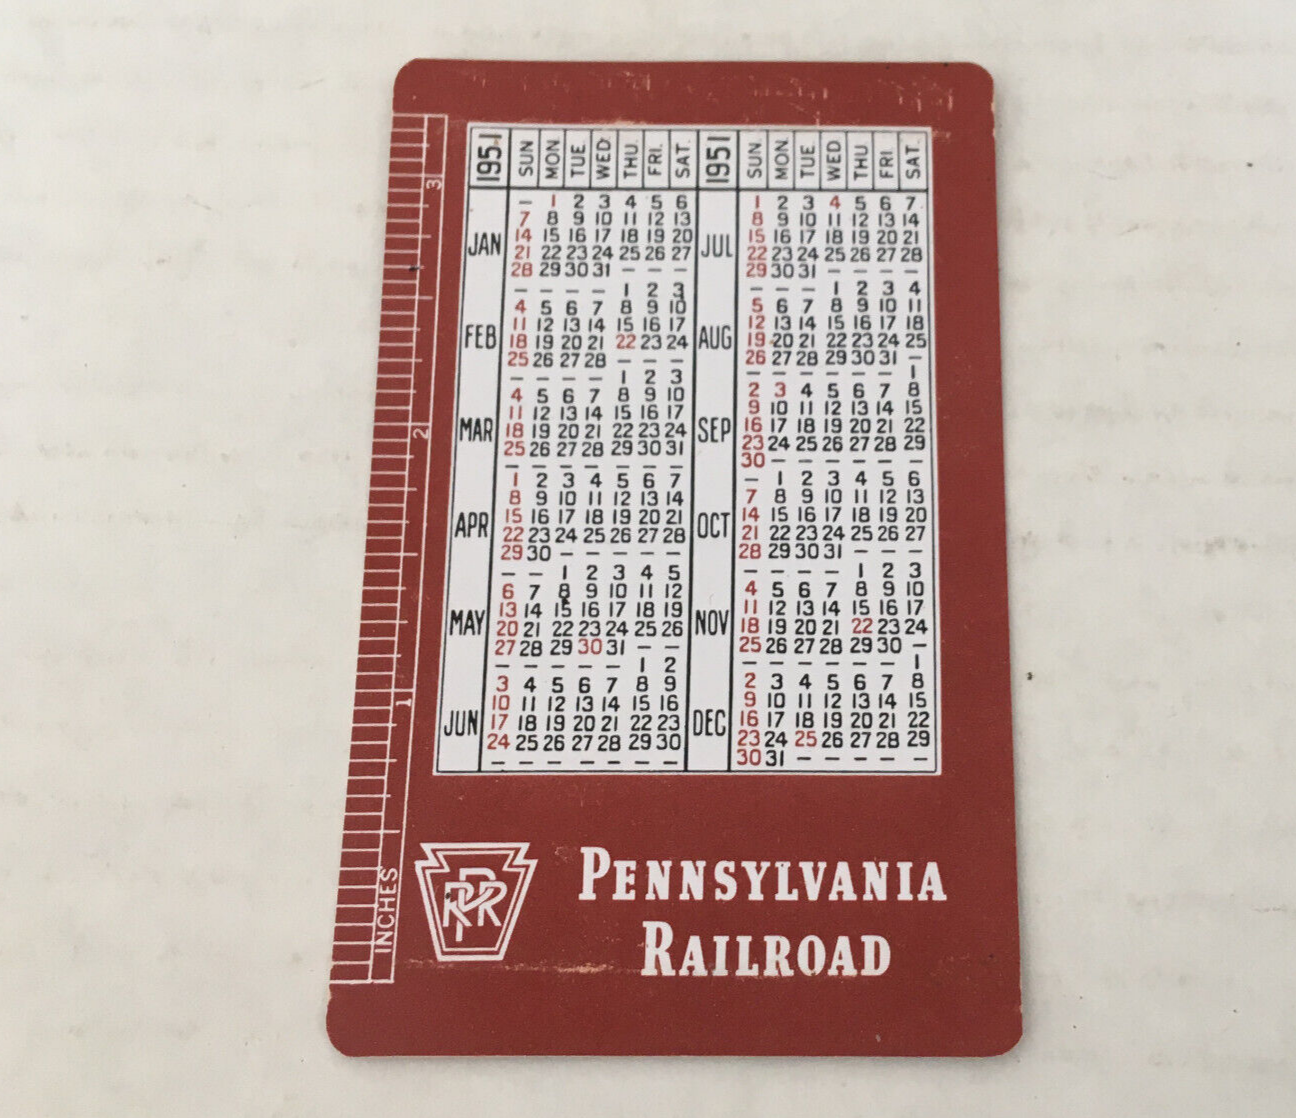 1951 SUN. MON. TUE. WED. THU. FRI. SAT.
JAN
– 1 2 3 4 5 6
7 8 9 10 11 12 13
14 15 16 17 18 19 20
21 22 23 24 25 26 27
28 29 30 31 – – –
FEB
– – – – 1 2 3
4 5 6 7 8 9 10
11 12 13 14 15 16 17
18 19 20 21 22 23 24
25 26 27 28 – – –
MAR
– – – – 1 2 3
4 5 6 7 8 9 10
11 12 13 14 15 16 17
18 19 20 21 22 23 24
25 26 27 28 29 30 31
– – – – – – –
APR
1 2 3 4 5 6 7
8 9 10 11 12 13 14
15 16 17 18 19 20 21
22 23 24 25 26 27 28
29 30 – – – – –
MAY
– – 1 2 3 4 5
6 7 8 9 10 11 12
13 14 15 16 17 18 19
20 21 22 23 24 25 26
27 28 29 30 31 – –
JUN
– – – – – 1 2
3 4 5 6 7 8 9
10 11 12 13 14 15 16
17 18 19 20 21 22 23
24 25 26 27 28 29 30
– – – – – – –
1951 SUN. MON. TUE. WED. THU. FRI. SAT.
JUL
1 2 3 4 5 6 7
8 9 10 11 12 13 14
15 16 17 18 19 20 21
22 23 24 25 26 27 28
29 30 31 – – – –
AUG
– – – 1 2 3 4
5 6 7 8 9 10 11
12 13 14 15 16 17 18
19 20 21 22 23 24 25
26 27 28 29 30 31 –
SEP
– – – – – – 1
2 3 4 5 6 7 8
9 10 11 12 13 14 15
16 17 18 19 20 21 22
23 24 25 26 27 28 29
30 – – – – – –
OCT
– 1 2 3 4 5 6
7 8 9 10 11 12 13
14 15 16 17 18 19 20
21 22 23 24 25 26 27
28 29 30 31 – – –
NOV
– – – – 1 2 3
4 5 6 7 8 9 10
11 12 13 14 15 16 17
18 19 20 21 22 23 24
25 26 27 28 29 30 –
DEC
– – – – – – 1
2 3 4 5 6 7 8
9 10 11 12 13 14 15
16 17 18 19 20 21 22
23 24 25 26 27 28 29
30 31 – – – – –
INCHES 1 2 3
PRR
PENNSYLVANIA
RAILROAD